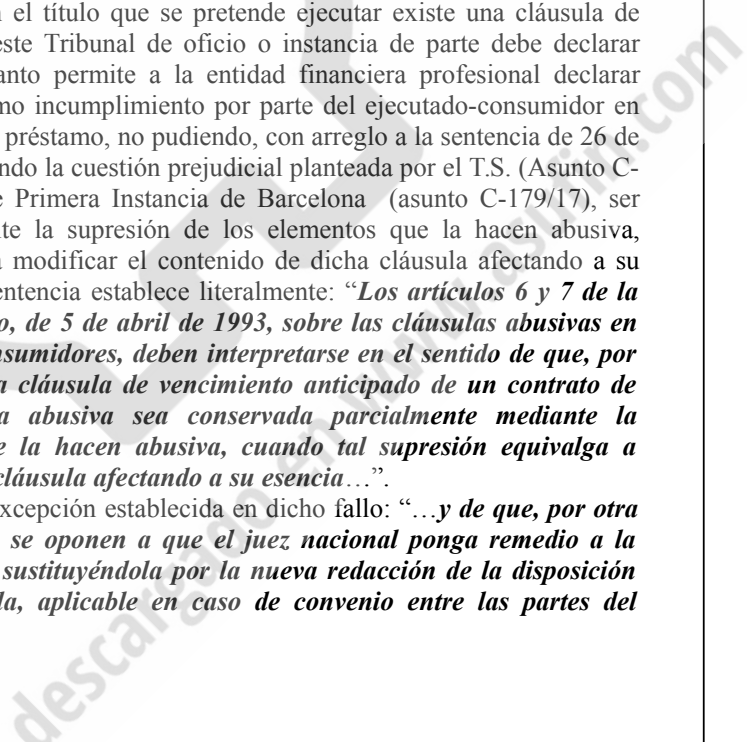 n el título que se pretende ejecutar existe una cláusula de
este Tribunal de oficio o instancia de parte debe declarar
anto permite a la entidad financiera profesional declarar
mo incumplimiento por parte del ejecutado-consumidor en
préstamo, no pudiendo, con arreglo a la sentencia de 26 de
ndo la cuestión prejudicial planteada por el T.S. (Asunto C-
e Primera Instancia de Barcelona (asunto C-179/17), ser
nte la supresión de los elementos que la hacen abusiva,
a modificar el contenido de dicha cláusula afectando a su
entencia establece literalmente: “Los artículos 6 y 7 de la
o, de 5 de abril de 1993, sobre las cláusulas abusivas en
nsumidores, deben interpretarse en el sentido de que, por
a cláusula de vencimiento anticipado de un contrato de
a abusiva sea conservada parcialmente mediante la
e la hacen abusiva, cuando tal supresión equivalga a
cláusula afectando a su esencia…”.
xcepción establecida en dicho fallo: “…y de que, por otra
se oponen a que el juez nacional ponga remedio a la
sustituyéndola por la nueva redacción de la disposición
la, aplicable en caso de convenio entre las partes del
descargado en www.asufin.com